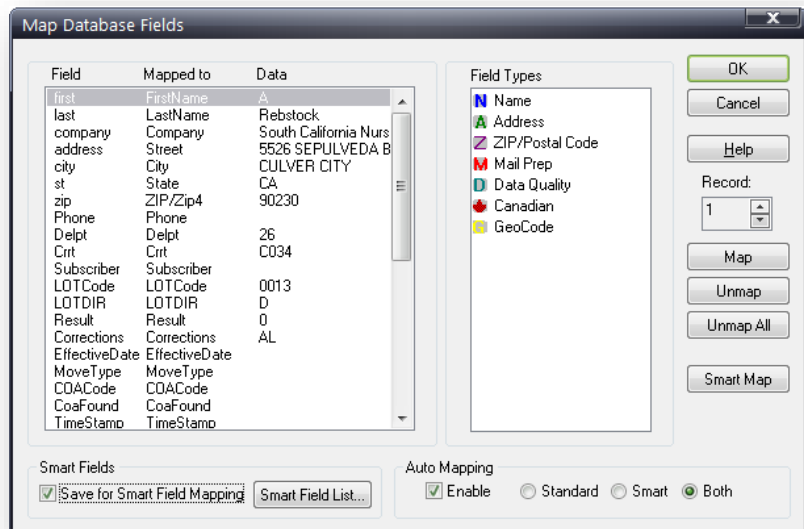 Map Database Fields
x
Field Mapped to Data
first FirstName A
last LastName Rebstock
company Company South California Nurs
address Street 5526 SEPULVEDA B
city City CULVER CITY
st State CA
zip ZIP/Zip4 90230
Phone Phone
Delpt Delpt 26
Crrt Crrt C034
Subscriber Subscriber
LOTCode LOTCode 0013
LOTDIR LOTDIR D
Result Result 0
Corrections Corrections AL
EffectiveDate EffectiveDate
MoveType MoveType
COACode COACode
CoaFound CoaFound
TimeStamp TimeStamp
Field Types
N Name
A Address
Z ZIP/Postal Code
M Mail Prep
D Data Quality
Canadian
G GeoCode
OK
Cancel
Help
Record:
1
Map
Unmap
Unmap All
Smart Map
Smart Fields
Save for Smart Field Mapping Smart Field List...
Auto Mapping
Enable Standard Smart Both